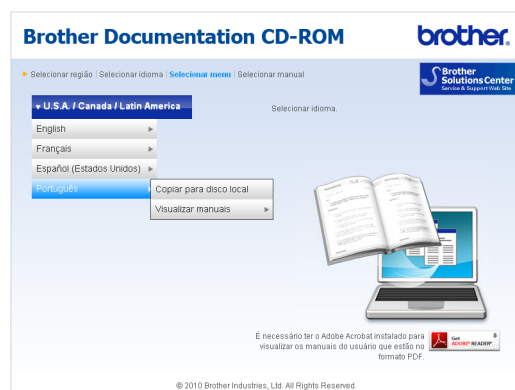 Brother Documentation CD-ROM
brother
Selecionar região | Selecionar idioma | Selecionar menu | Selecionar manual
Brother
Solutions Center
Service & Support Web Site
U.S.A. / Canada / Latin America
Selecionar idioma.
English
Français
Español (Estados Unidos)
Português
Copiar para disco local
Visualizar manuais
É necessário ter o Adobe Acrobat instalado para
visualizar os manuais do usuário que estão no
formato PDF.
Get
ADOBE® READER®
© 2010 Brother Industries, Ltd. All Rights Reserved.